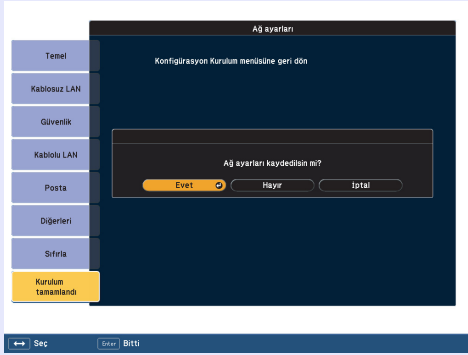 Ağ ayarları
Temel
Konfigürasyon Kurulum menüsüne geri dön
Kablosuz LAN
Güvenlik
Kablolu LAN
Ağ ayarları kaydedilsin mi?
Evet
Hayır
İptal
Posta
Diğerleri
Sıfırla
Kurulum
tamamlandı
Seç
Enter Bitti